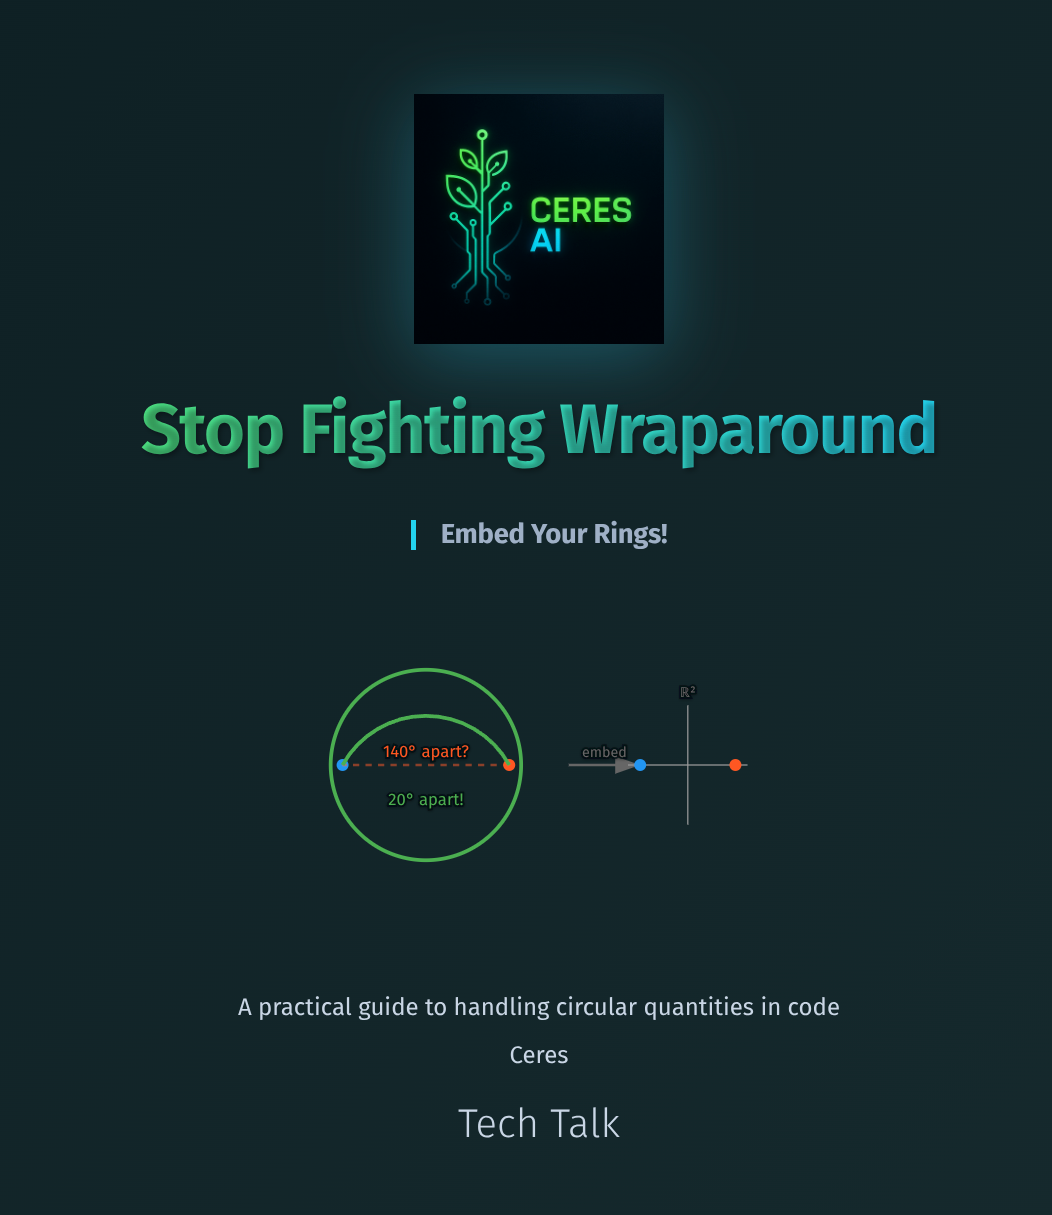 CERES
AI
Stop Fighting Wraparound
Embed Your Rings!
ℝ²
140° apart?
embed
20° apart!
A practical guide to handling circular quantities in code
Ceres
Tech Talk